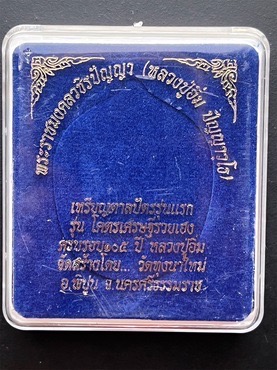 พระราชมงคลวชิรปัญญา (หลวงปู่อิ่ม ปญฺญาวโร)
เหรียญตาลปัตรรุ่นแรก
รุ่น โคตรเศรษฐีรวยเฮง
ครบรอบ๑๐๕ ปี หลวงปู่อิ่ม
จัดสร้างโดย... วัดทุ่งนาใหม่
อ.พิปูน จ.นครศรีธรรมราช